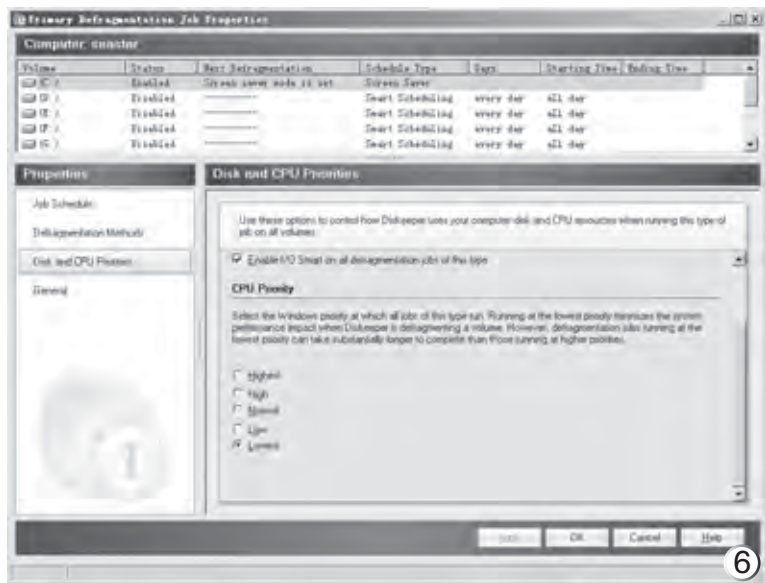 Primary Defragmentation Job Properties
Computer: sunstar
Volume Status Next Defragmentation Schedule Type Days Starting Time Ending Time
Enabled Screen saver mode is set Screen Saver
Disabled Smart Scheduling every day all day
Disabled Smart Scheduling every day all day
Disabled Smart Scheduling every day all day
Disabled Smart Scheduling every day all day
Properties
Job Schedule
Defragmentation Methods
Disk and CPU Priorities
General
Disk and CPU Priorities
Use these options to control how Diskeeper uses your computer disk and CPU resources when running this type of
job on all volumes.
Enable I/O Smart on all defragmentation jobs of this type
CPU Priority
Select the Windows priority at which all jobs of this type run. Running at the lowest priority minimizes the system
performance impact when Diskeeper is defragmenting a volume. However, defragmentation jobs running at the
lowest priority can take substantially longer to complete than those running at higher priorities.
Highest
High
Normal
Low
Lowest
OK Cancel Help
6